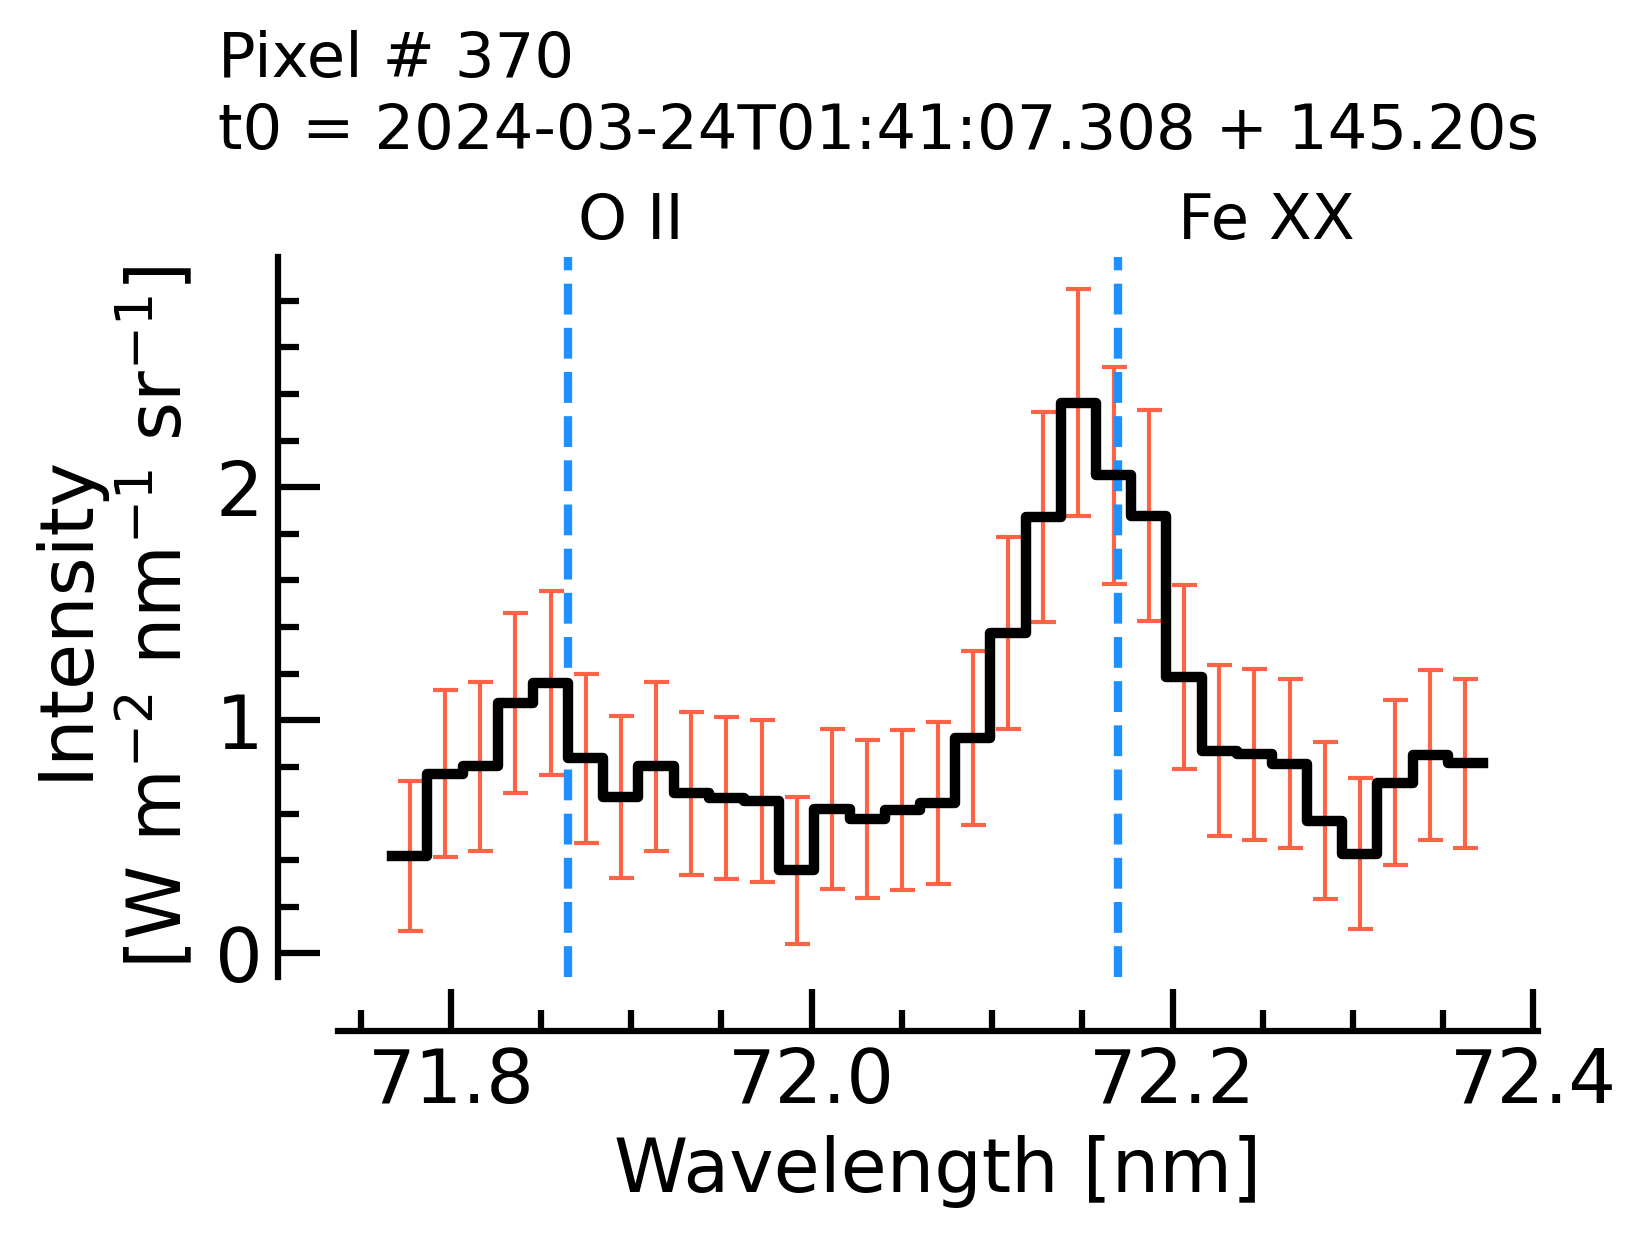 Pixel # 370
t0 = 2024-03-24T01:41:07.308 + 145.20s
O II Fe XX
Intensity
[W m⁻² nm⁻¹ sr⁻¹]
2
1
0
71.8 72.0 72.2 72.4
Wavelength [nm]